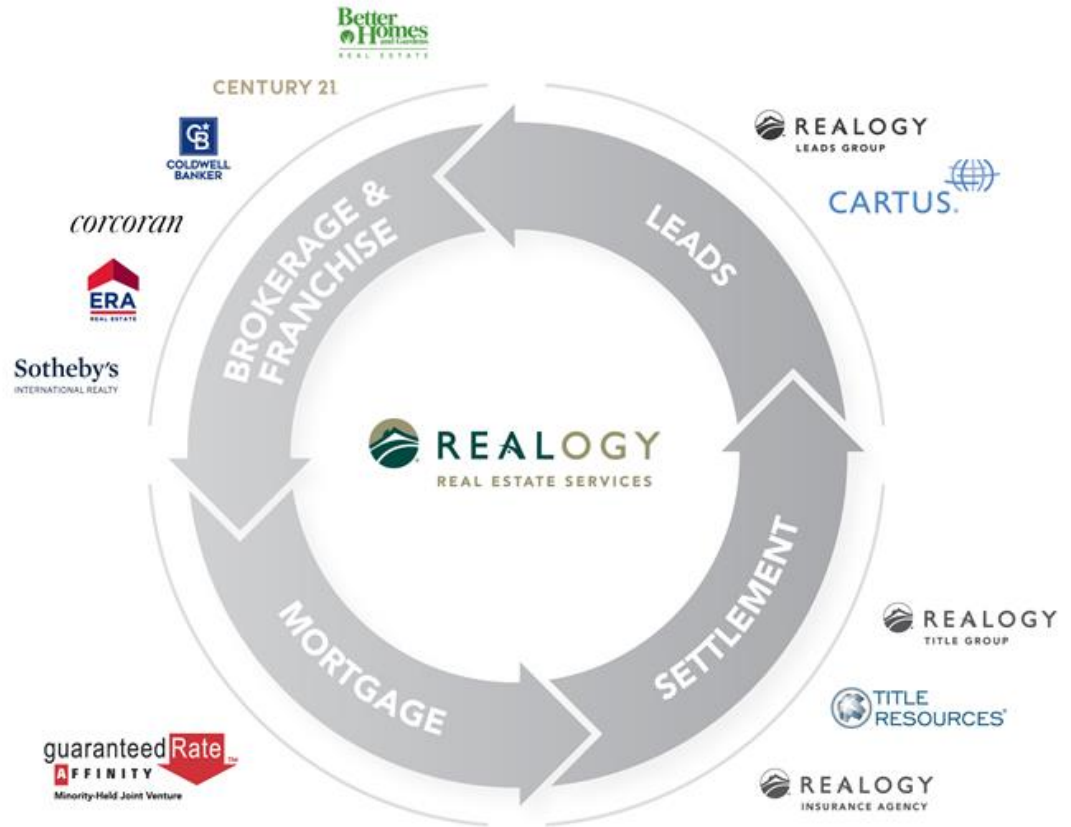 Better
Homes
and Gardens
REAL ESTATE
CENTURY 21.
CB
COLDWELL
BANKER
corcoran
ERA
REAL ESTATE
Sotheby's
INTERNATIONAL REALTY
BROKERAGE &
FRANCHISE
LEADS
REALOGY
LEADS GROUP
CARTUS.
REALOGY
REAL ESTATE SERVICES
MORTGAGE
SETTLEMENT
REALOGY
TITLE GROUP
TITLE
RESOURCES
guaranteed Rate™
AFFINITY
Minority-Held Joint Venture
REALOGY
INSURANCE AGENCY